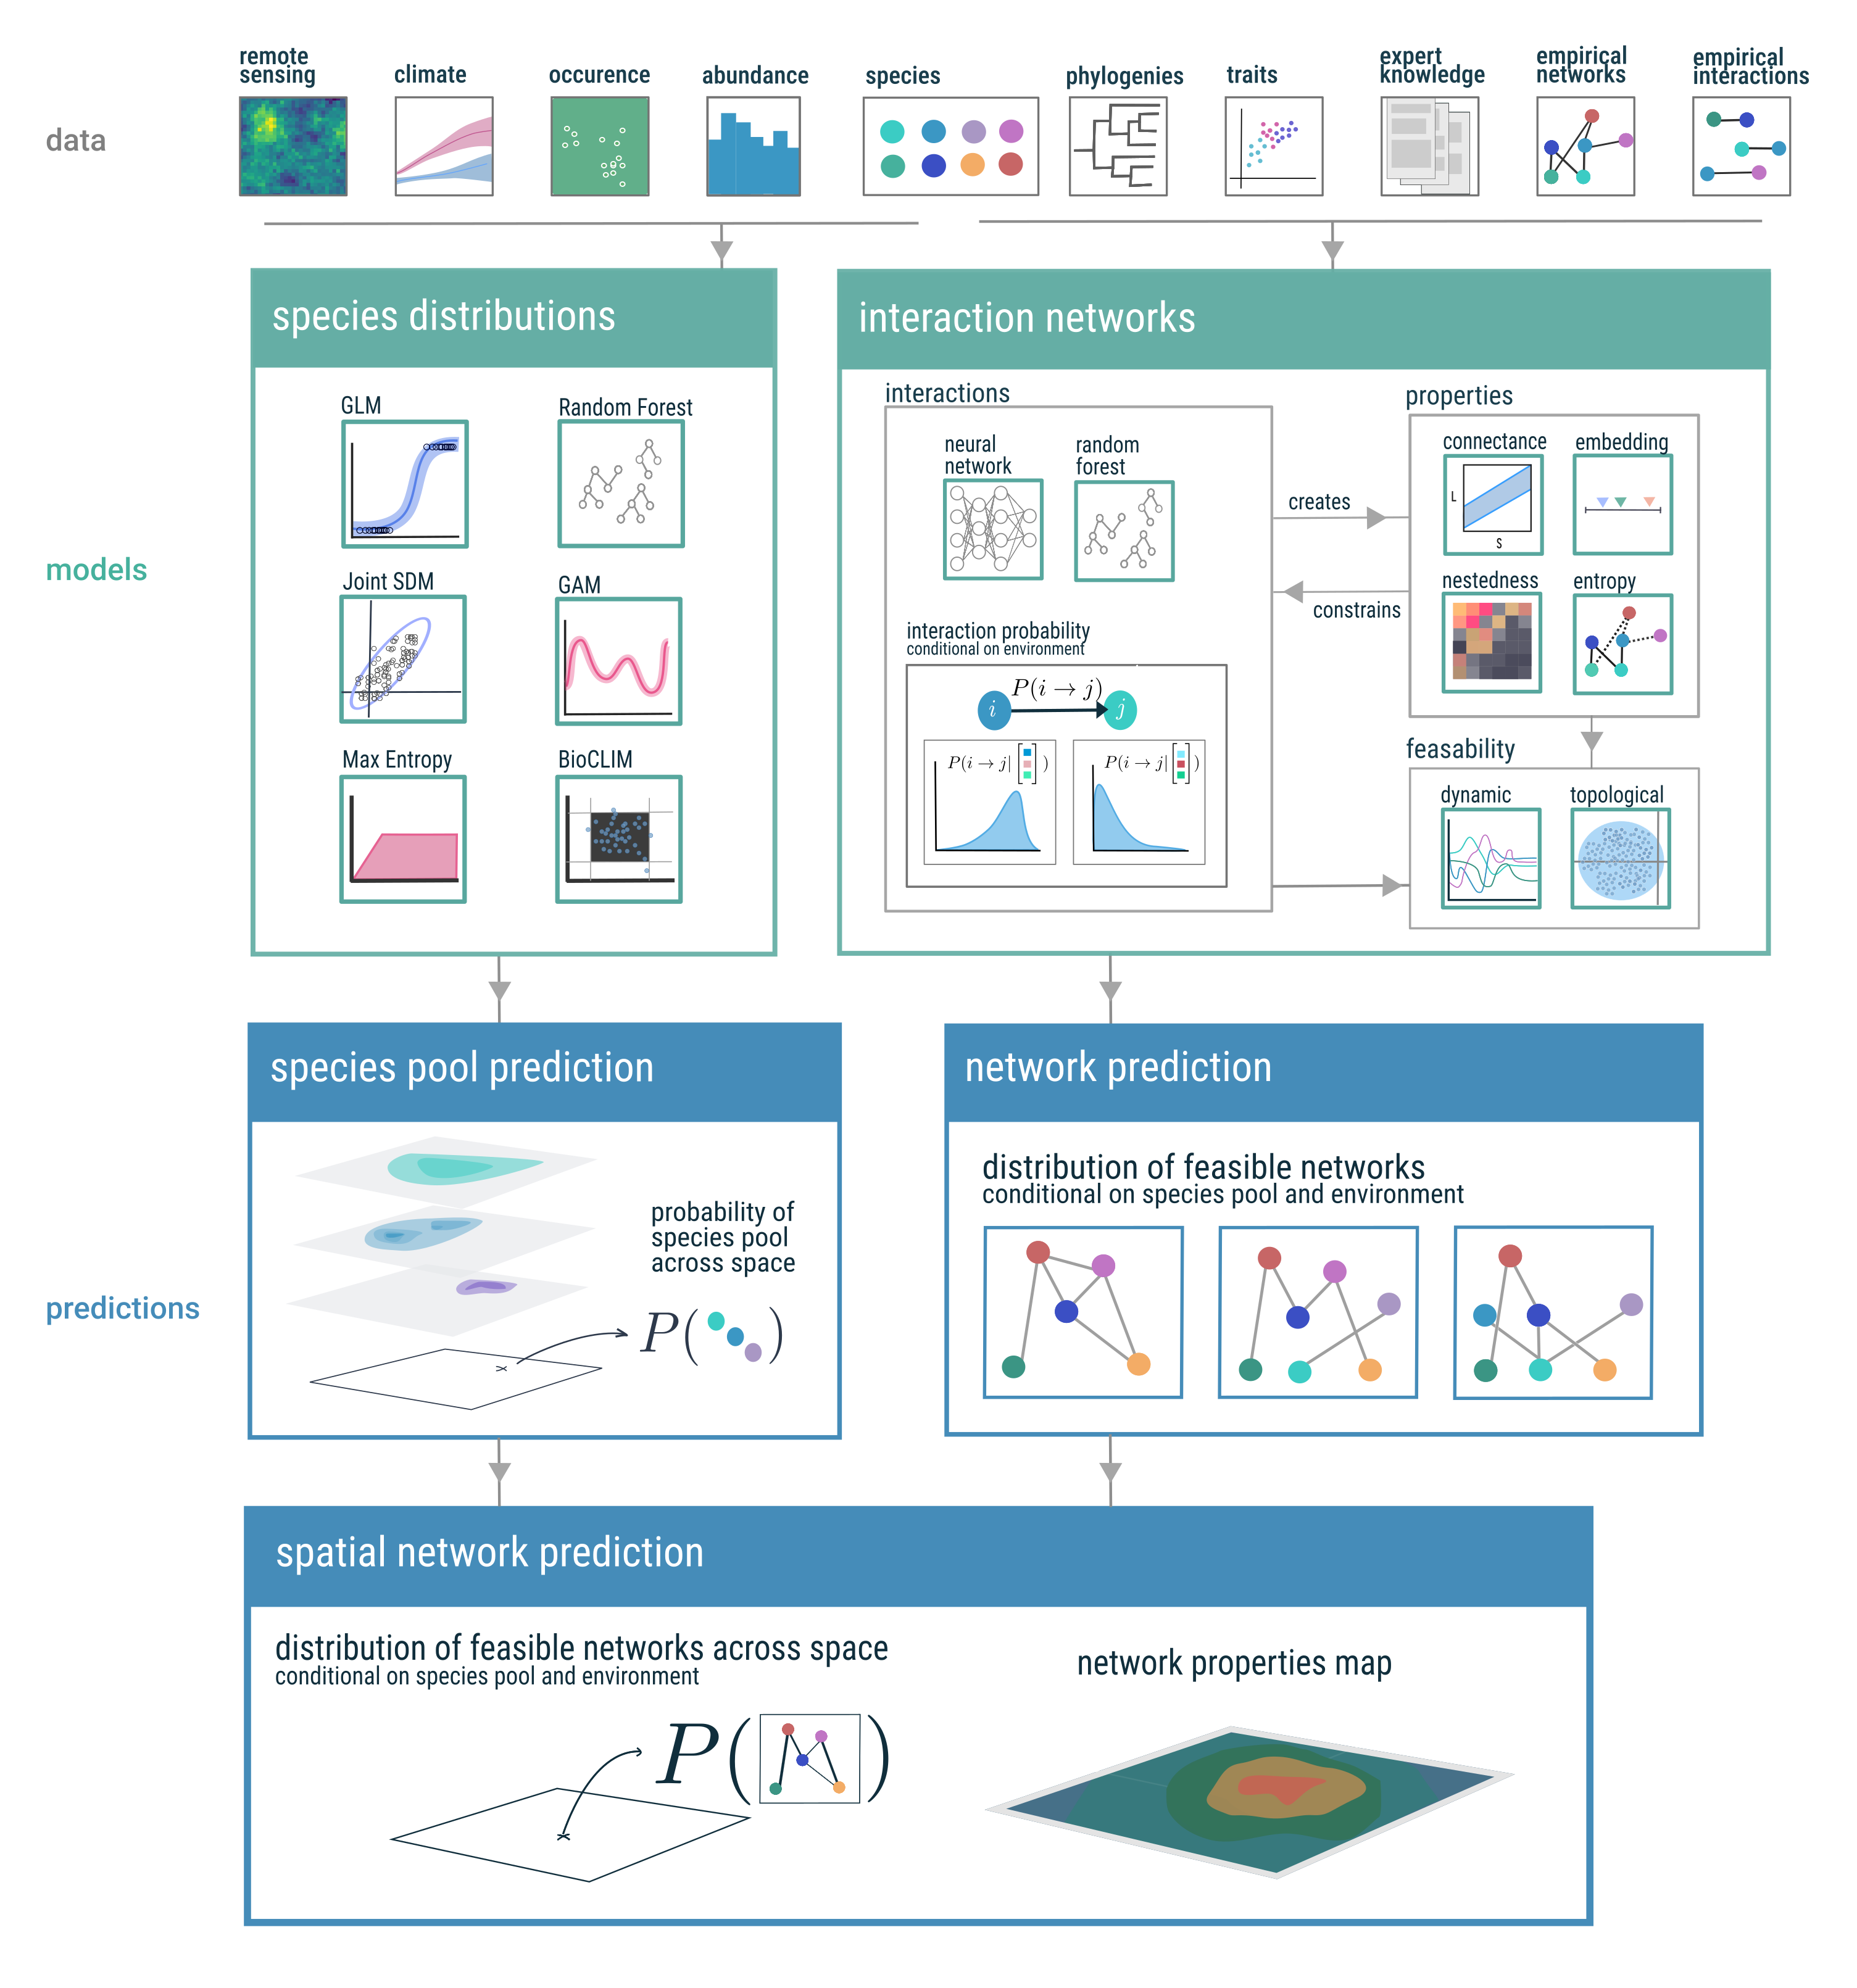 remote
sensing
climate
occurence
abundance
species
phylogenies
traits
expert
knowledge
empirical
networks
empirical
interactions
data
species distributions
interaction networks
models
GLM
Random Forest
Joint SDM
GAM
Max Entropy
BioCLIM
interactions
neural
network
random
forest
interaction probability
conditional on environment
P(i → j)
i
j
P(i → j|[ ])
P(i → j|[ ])
creates
constrains
properties
connectance
L
S
embedding
nestedness
entropy
feasability
dynamic
topological
predictions
species pool prediction
probability of
species pool
across space
P( )
network prediction
distribution of feasible networks
conditional on species pool and environment
spatial network prediction
distribution of feasible networks across space
conditional on species pool and environment
P( )
network properties map